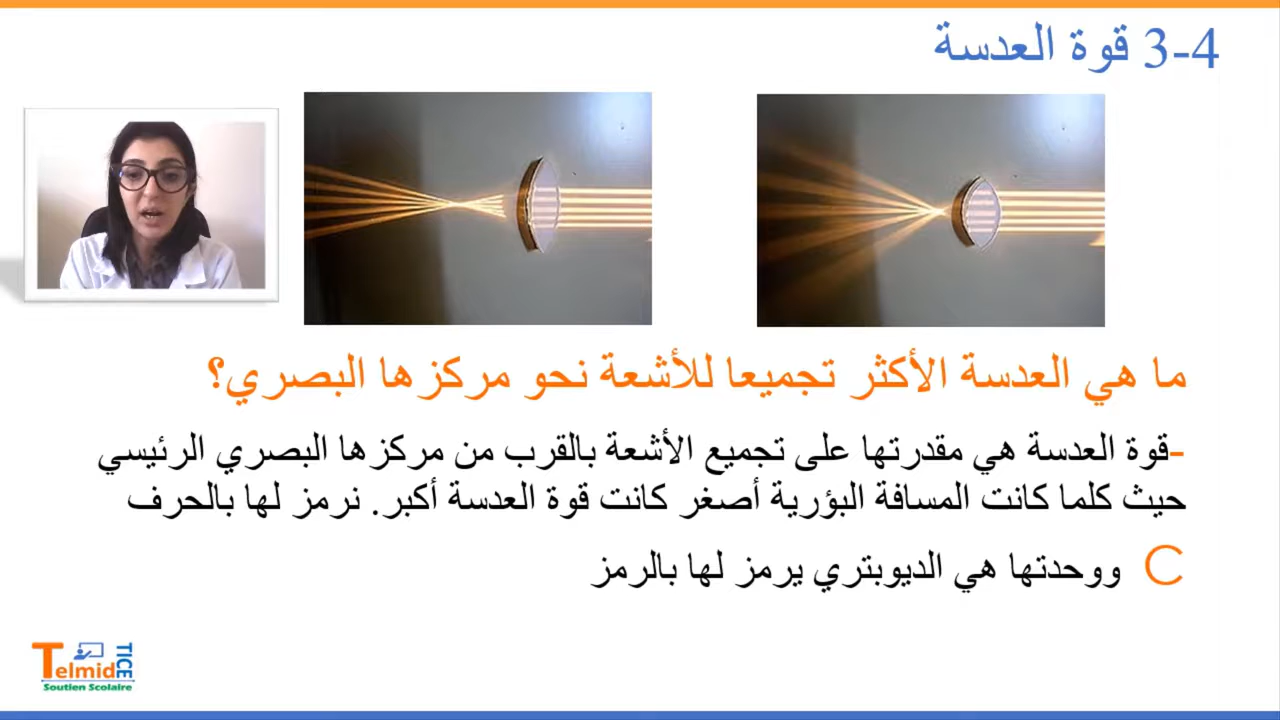 3-4 قوة العدسة
ما هي العدسة الأكثر تجميعا للأشعة نحو مركزها البصري؟
-قوة العدسة هي مقدرتها على تجميع الأشعة بالقرب من مركزها البصري الرئيسي
حيث كلما كانت المسافة البؤرية أصغر كانت قوة العدسة أكبر. نرمز لها بالحرف
C ووحدتها هي الديوبتري يرمز لها بالرمز
Telmid TICE
Soutien Scolaire